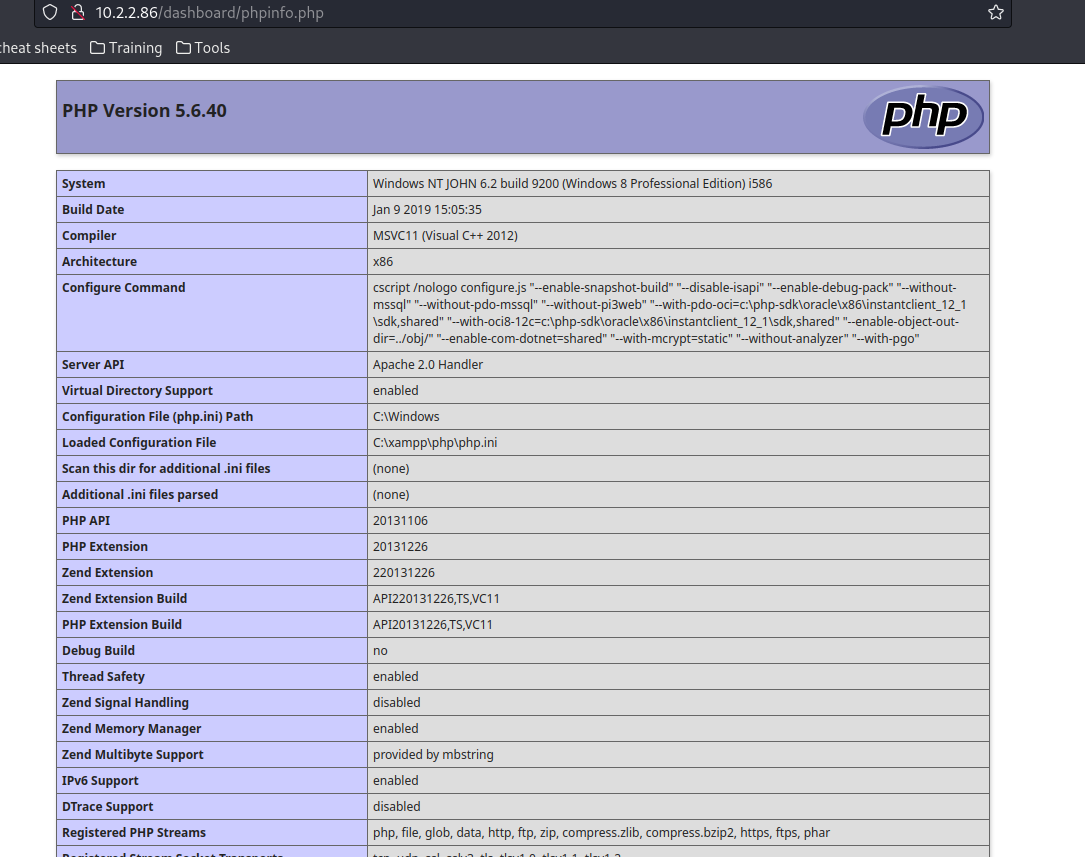 10.2.2.86/dashboard/phpinfo.php
cheat sheets Training Tools
PHP Version 5.6.40
php
System Windows NT JOHN 6.2 build 9200 (Windows 8 Professional Edition) i586
Build Date Jan 9 2019 15:05:35
Compiler MSVC11 (Visual C++ 2012)
Architecture x86
Configure Command cscript /nologo configure.js "--enable-snapshot-build" "--disable-isapi" "--enable-debug-pack" "--without-
mssql" "--without-pdo-mssql" "--without-pi3web" "--with-pdo-oci=c:\php-sdk\oracle\x86\instantclient_12_1
\sdk,shared" "--with-oci8-12c=c:\php-sdk\oracle\x86\instantclient_12_1\sdk,shared" "--enable-object-out-
dir=../obj/" "--enable-com-dotnet=shared" "--with-mcrypt=static" "--without-analyzer" "--with-pgo"
Server API Apache 2.0 Handler
Virtual Directory Support enabled
Configuration File (php.ini) Path C:\Windows
Loaded Configuration File C:\xampp\php\php.ini
Scan this dir for additional .ini files (none)
Additional .ini files parsed (none)
PHP API 20131106
PHP Extension 20131226
Zend Extension 220131226
Zend Extension Build API220131226,TS,VC11
PHP Extension Build API20131226,TS,VC11
Debug Build no
Thread Safety enabled
Zend Signal Handling disabled
Zend Memory Manager enabled
Zend Multibyte Support provided by mbstring
IPv6 Support enabled
DTrace Support disabled
Registered PHP Streams php, file, glob, data, http, ftp, zip, compress.zlib, compress.bzip2, https, ftps, phar